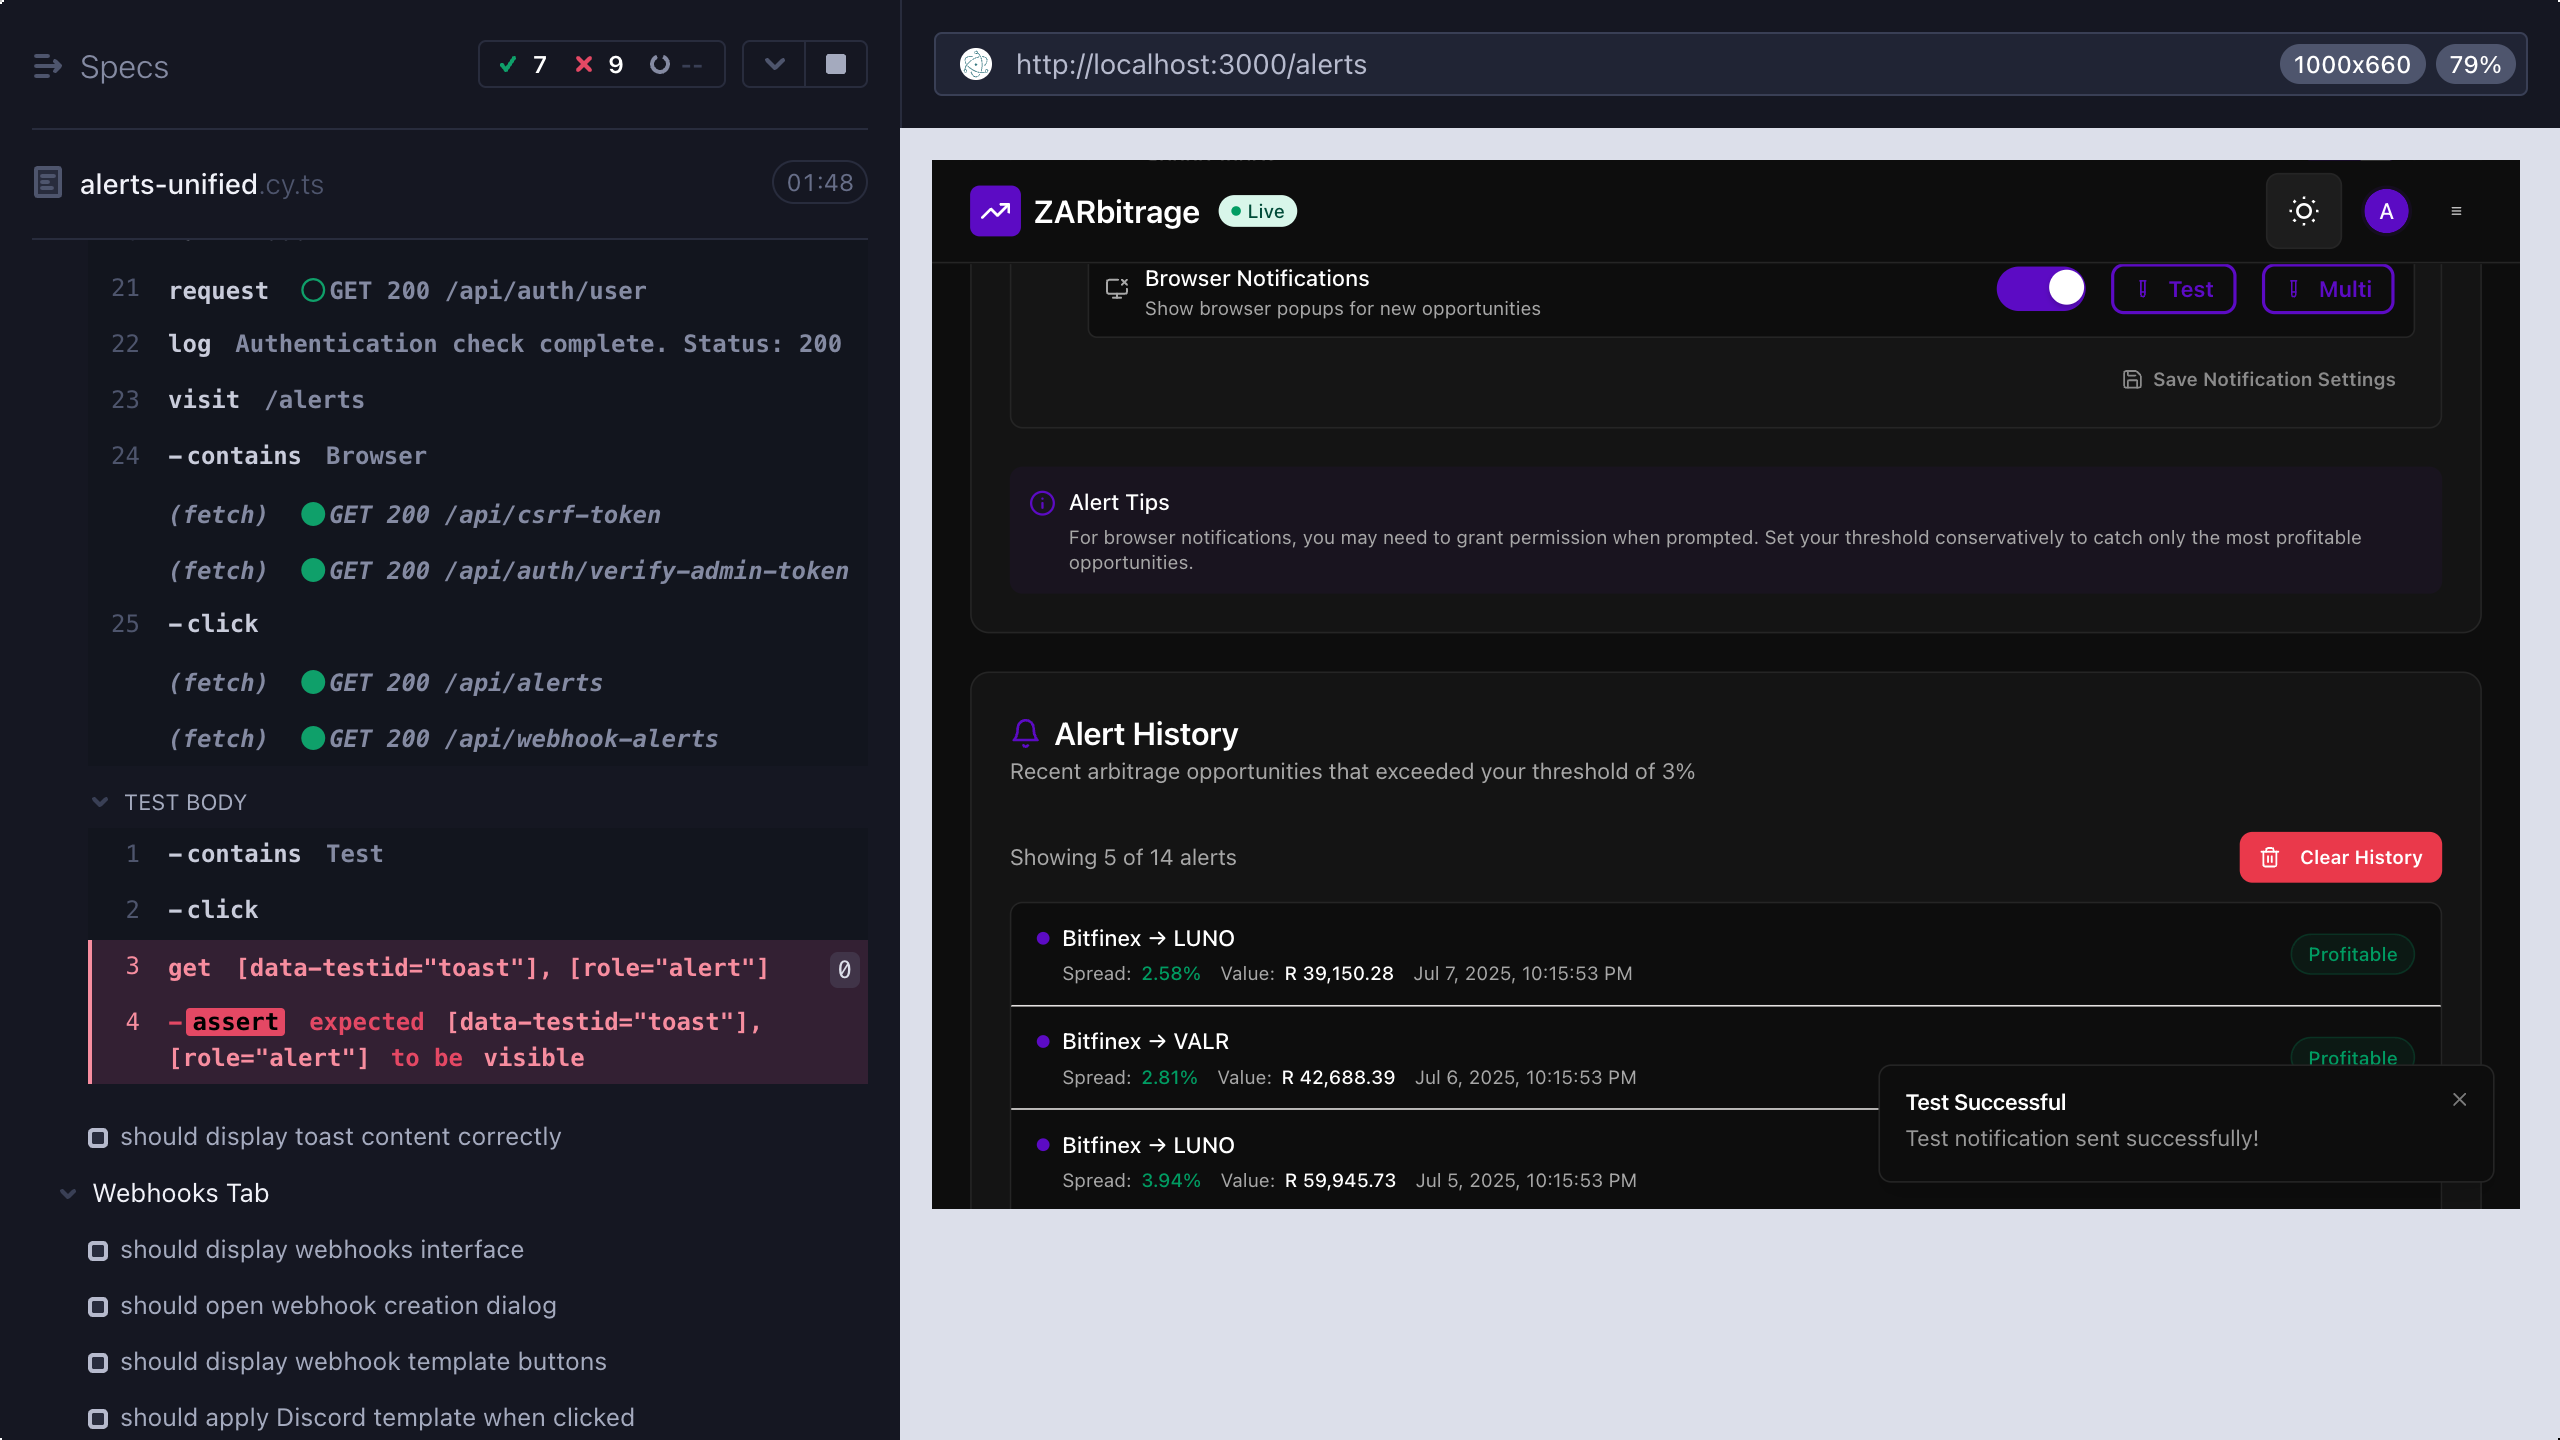 Specs
7
9
--
alerts-unified.cy.ts
01:48
21 request GET 200 /api/auth/user
22 log Authentication check complete. Status: 200
23 visit /alerts
24 -contains Browser
(fetch) GET 200 /api/csrf-token
(fetch) GET 200 /api/auth/verify-admin-token
25 -click
(fetch) GET 200 /api/alerts
(fetch) GET 200 /api/webhook-alerts
TEST BODY
1 -contains Test
2 -click
3 get [data-testid="toast"], [role="alert"] 0
4 -assert expected [data-testid="toast"],
[role="alert"] to be visible
should display toast content correctly
Webhooks Tab
should display webhooks interface
should open webhook creation dialog
should display webhook template buttons
should apply Discord template when clicked
http://localhost:3000/alerts
1000x660
79%
ZARbitrage
Live
A
Browser Notifications
Show browser popups for new opportunities
Test
Multi
Save Notification Settings
Alert Tips
For browser notifications, you may need to grant permission when prompted. Set your threshold conservatively to catch only the most profitable
opportunities.
Alert History
Recent arbitrage opportunities that exceeded your threshold of 3%
Showing 5 of 14 alerts
Clear History
Bitfinex → LUNO
Spread: 2.58% Value: R 39,150.28 Jul 7, 2025, 10:15:53 PM
Profitable
Bitfinex → VALR
Spread: 2.81% Value: R 42,688.39 Jul 6, 2025, 10:15:53 PM
Profitable
Bitfinex → LUNO
Spread: 3.94% Value: R 59,945.73 Jul 5, 2025, 10:15:53 PM
Test Successful
Test notification sent successfully!